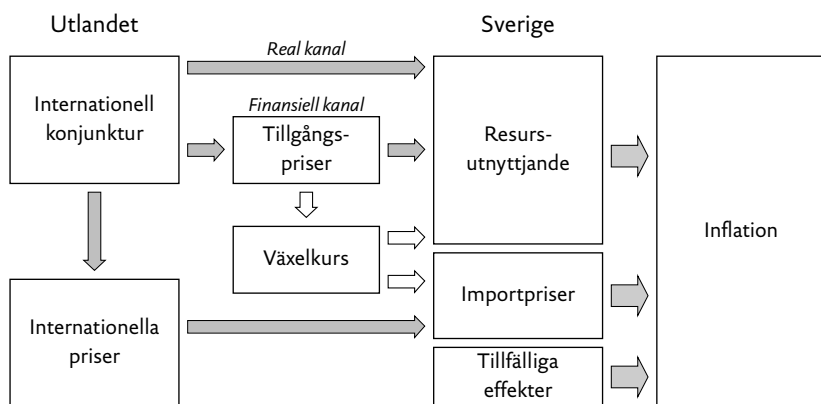 Utlandet
Sverige
Real kanal
Internationell
konjunktur
Finansiell kanal
Tillgångs-
priser
Resurs-
utnyttjande
Växelkurs
Inflation
Importpriser
Internationella
priser
Tillfälliga
effekter